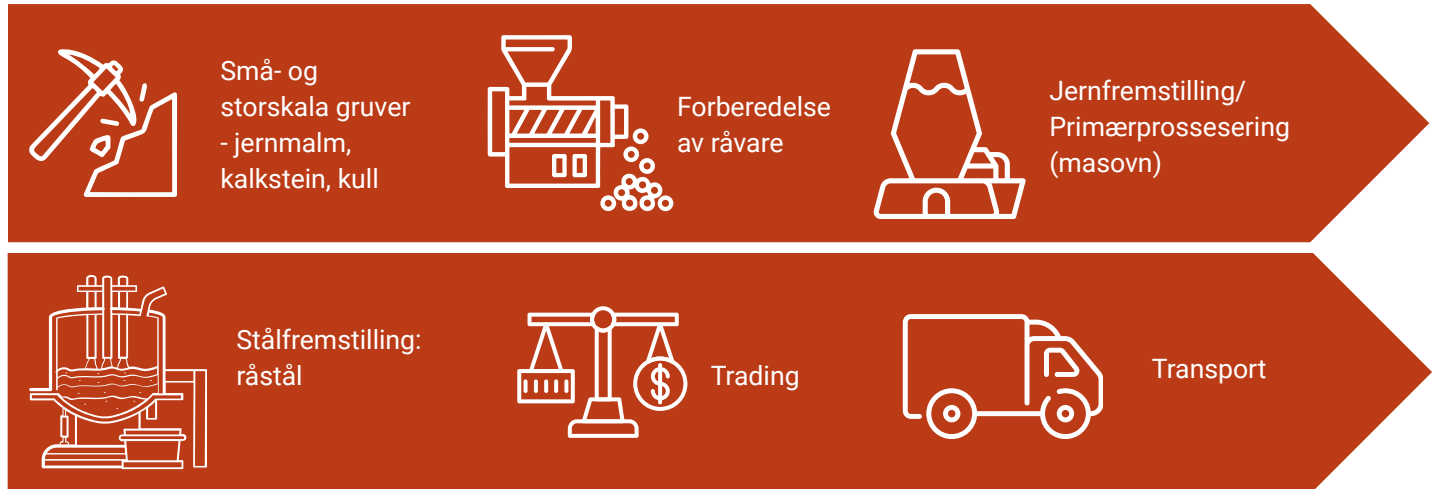 Små- og
storskala gruver
- jernmalm,
kalkstein, kull
Forberedelse
av råvare
Jernfremstilling/
Primærprossesering
(masovn)
Stålfremstilling:
råstål
$
Trading
Transport